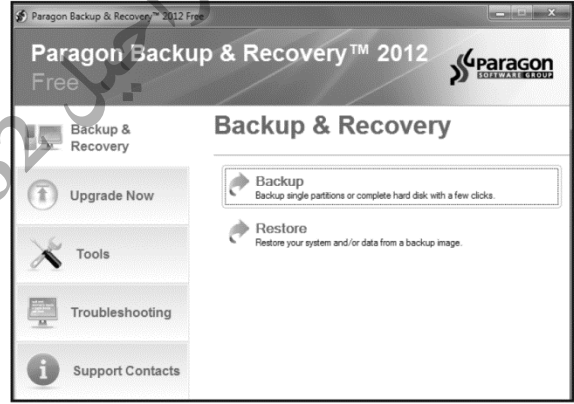 Paragon Backup & Recovery™ 2012 Free
Paragon Backup & Recovery™ 2012
Free
Paragon
SOFTWARE GROUP
Backup &
Recovery
Upgrade Now
Tools
Troubleshooting
Support Contacts
Backup & Recovery
Backup
Backup single partitions or complete hard disk with a few clicks.
Restore
Restore your system and/or data from a backup image.